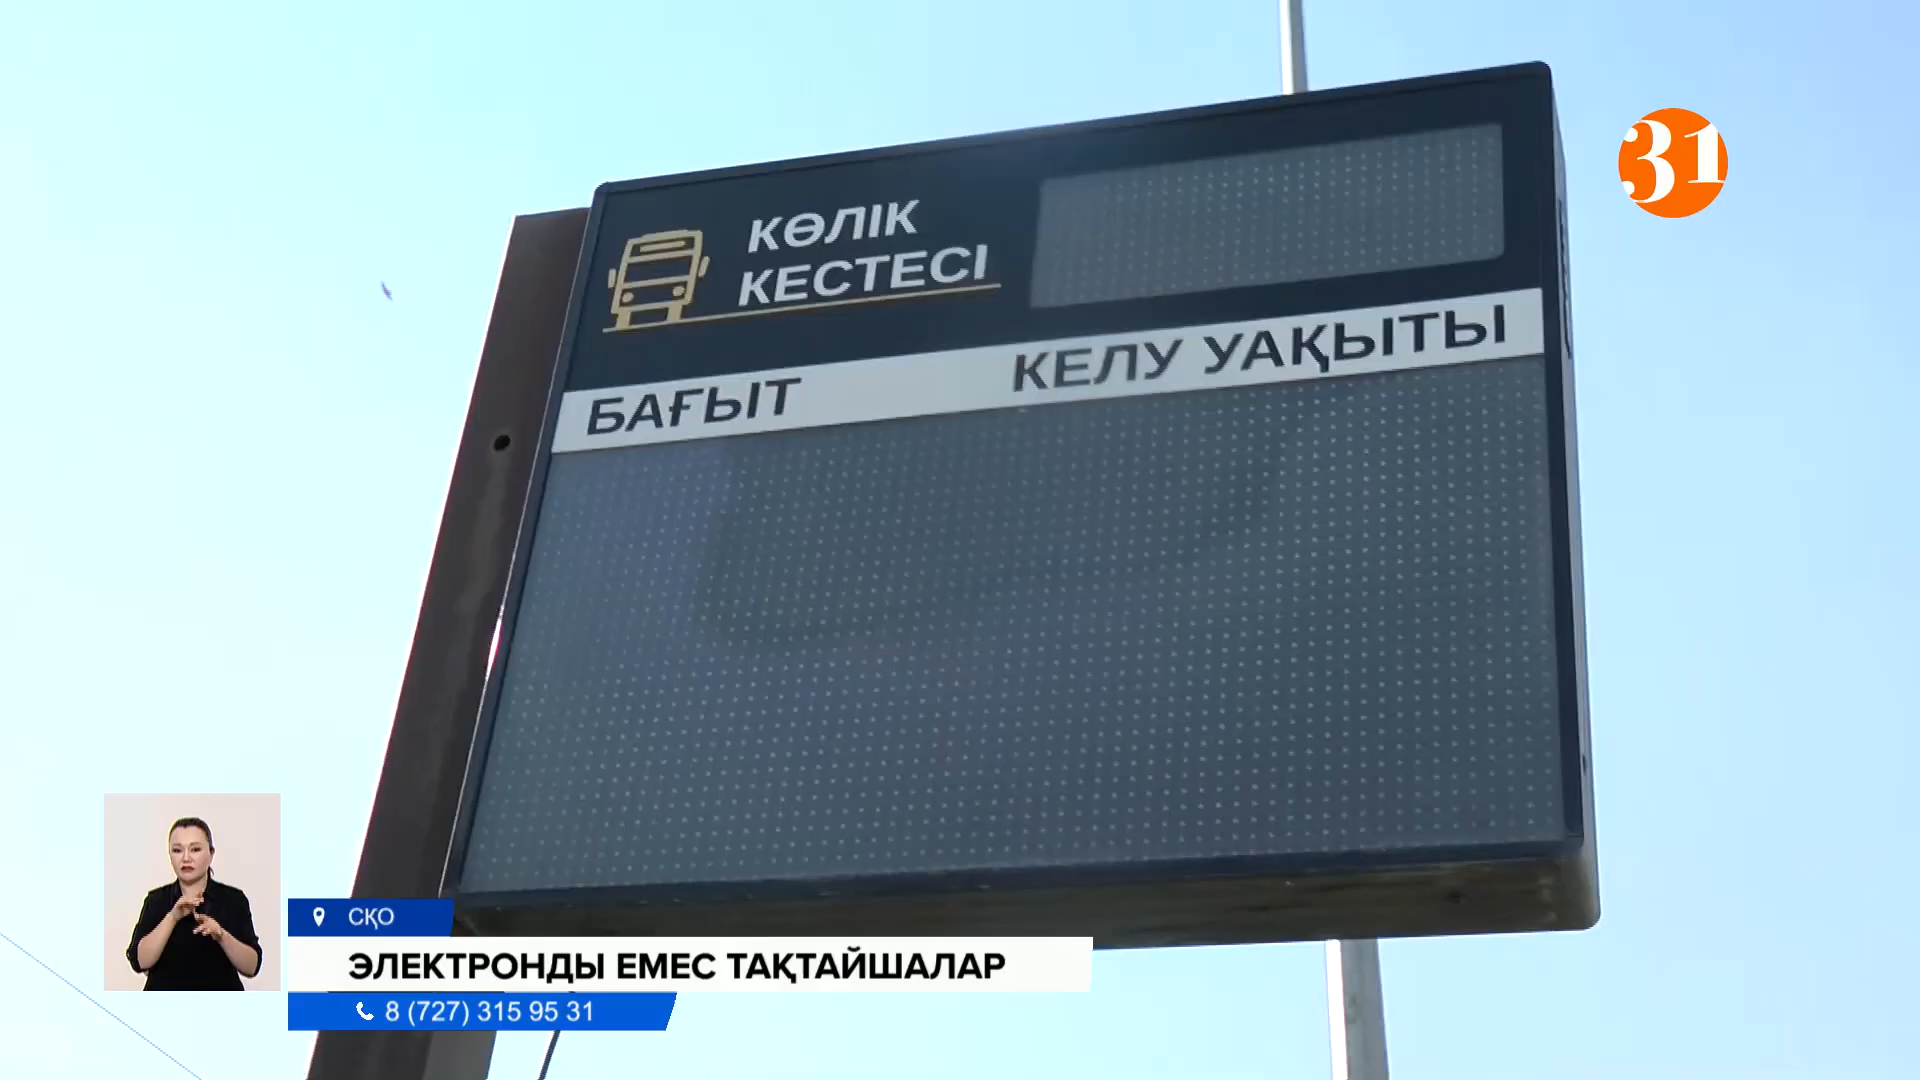 31
КӨЛІК
КЕСТЕСІ
БАҒЫТ
КЕЛУ УАҚЫТЫ
СҚО
ЭЛЕКТРОНДЫ ЕМЕС ТАҚТАЙШАЛАР
8 (727) 315 95 31